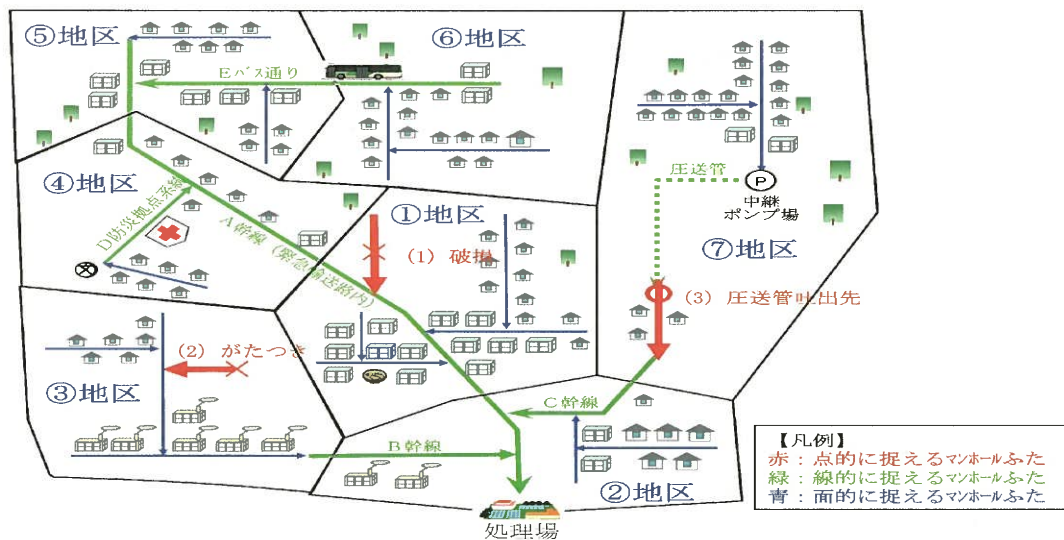 ⑤地区
⑥地区
Eバス通り
④地区
D防災拠点系統
A幹線（緊急輸送路内）
①地区
(1) 破損
圧送管
P
中継
ポンプ場
⑦地区
(3) 圧送管吐出先
(2) がたつき
③地区
B幹線
C幹線
②地区
処理場
【凡例】
赤：点的に捉えるマンホールふた
緑：線的に捉えるマンホールふた
青：面的に捉えるマンホールふた